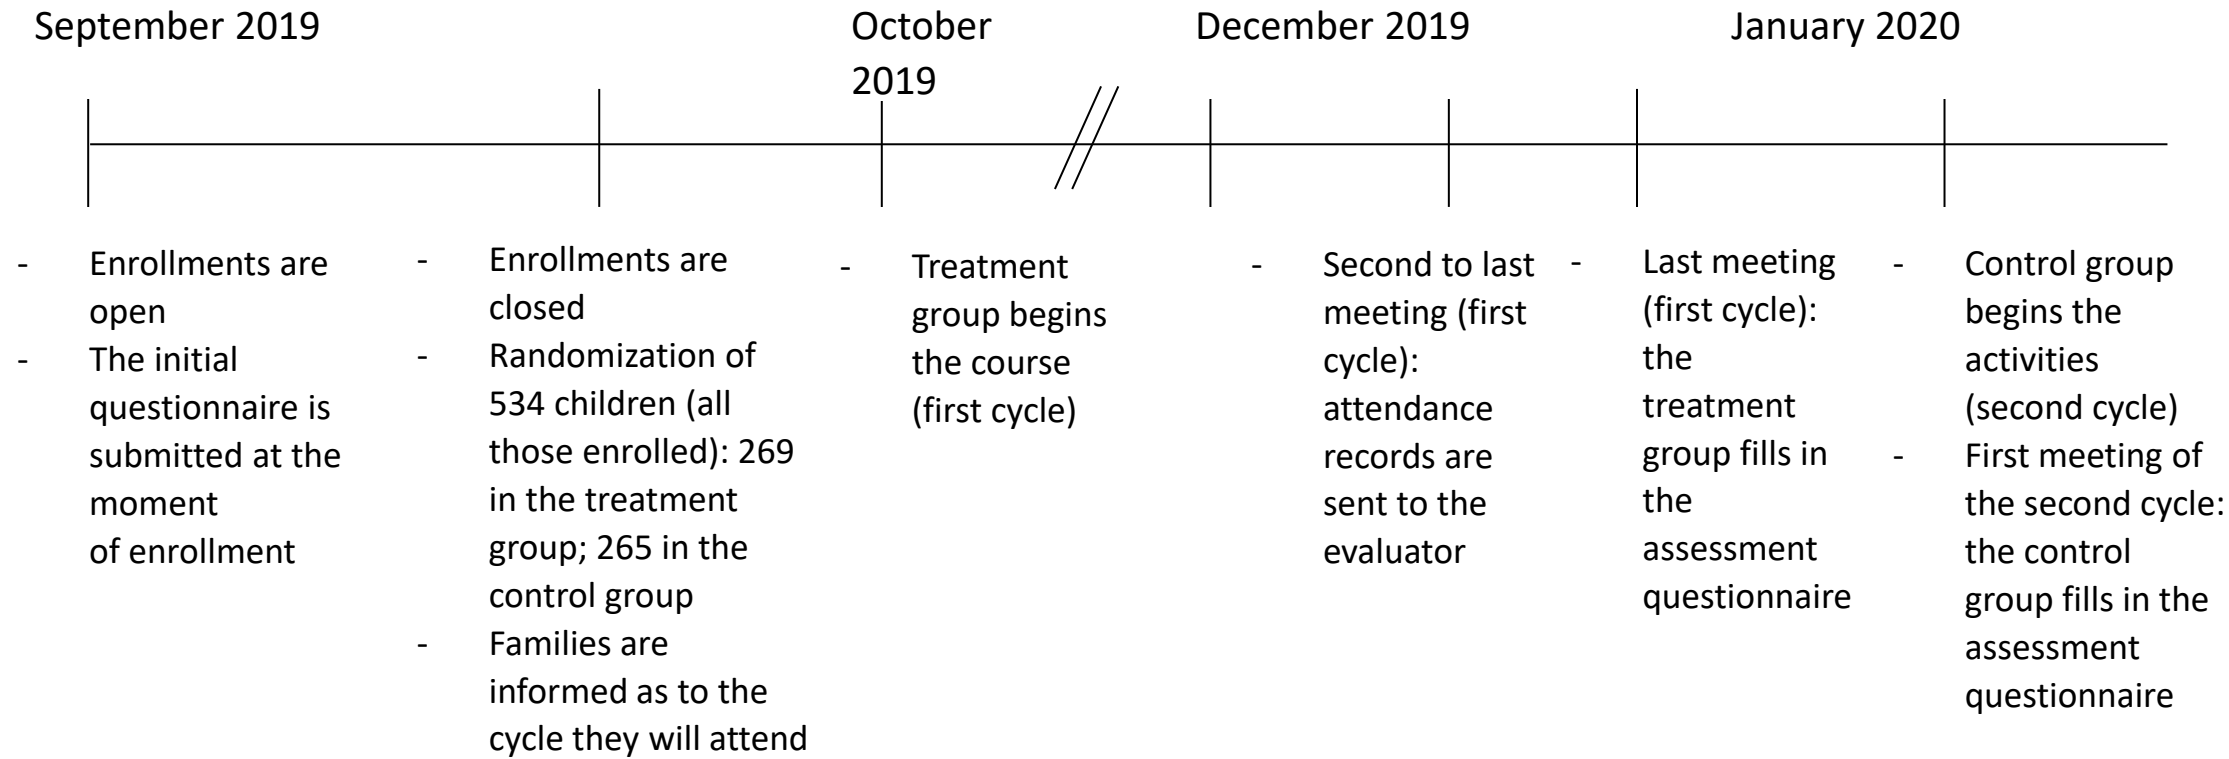 September 2019
October
2019
December 2019
January 2020
- Enrollments are
open
- The initial
questionnaire is
submitted at the
moment
of enrollment
- Enrollments are
closed
- Randomization of
534 children (all
those enrolled): 269
in the treatment
group; 265 in the
control group
- Families are
informed as to the
cycle they will attend
- Treatment
group begins
the course
(first cycle)
- Second to last
meeting (first
cycle):
attendance
records are
sent to the
evaluator
- Last meeting
(first cycle):
the
treatment
group fills in
the
assessment
questionnaire
- Control group
begins the
activities
(second cycle)
- First meeting of
the second cycle:
the control
group fills in the
assessment
questionnaire